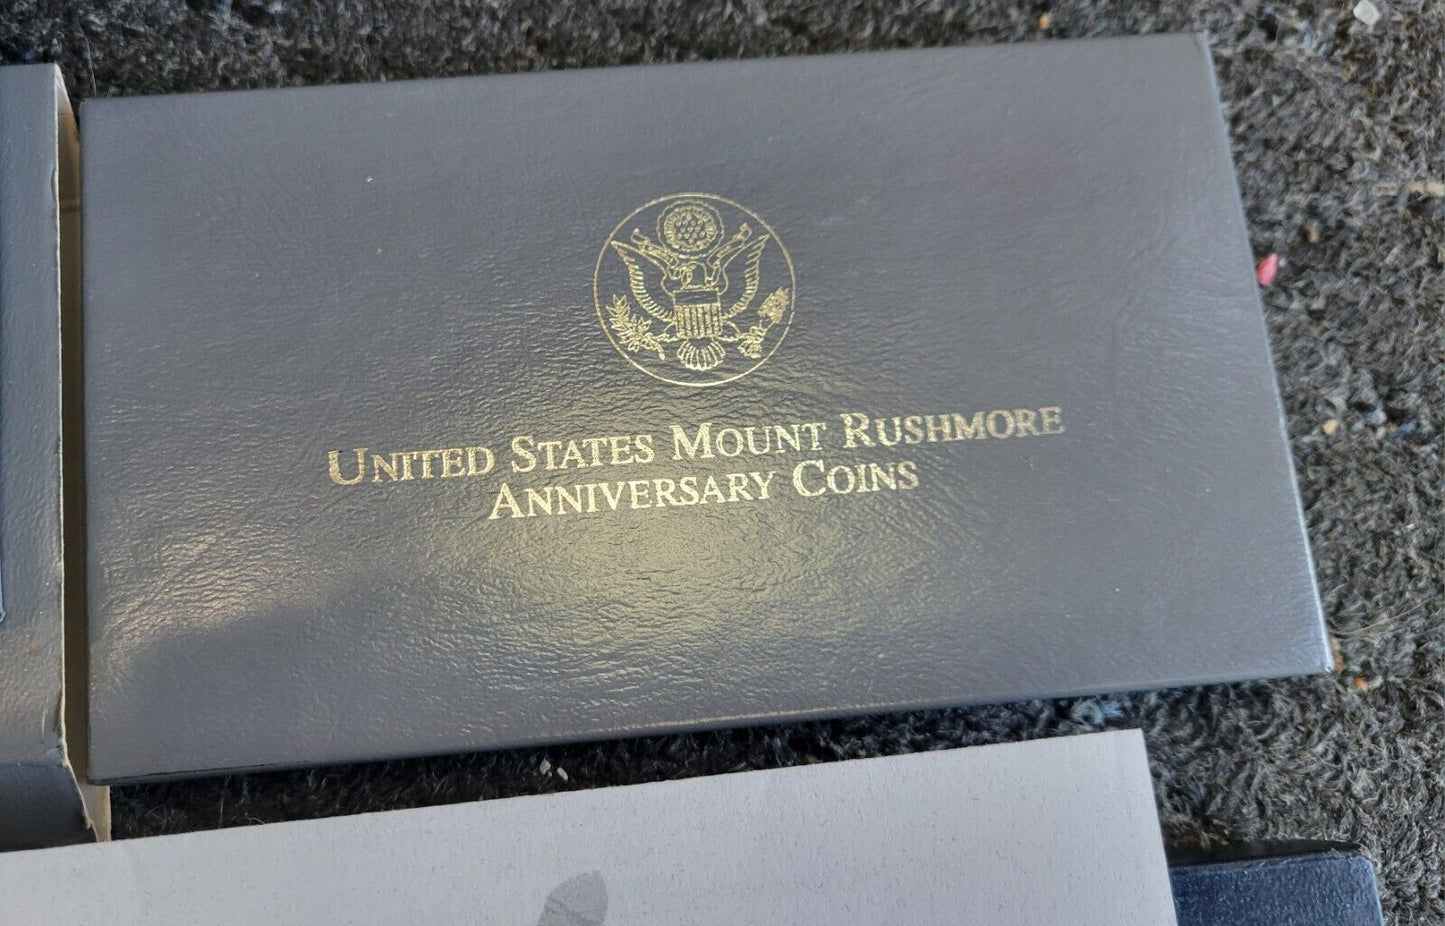 United States Mount Rushmore
Anniversary Coins